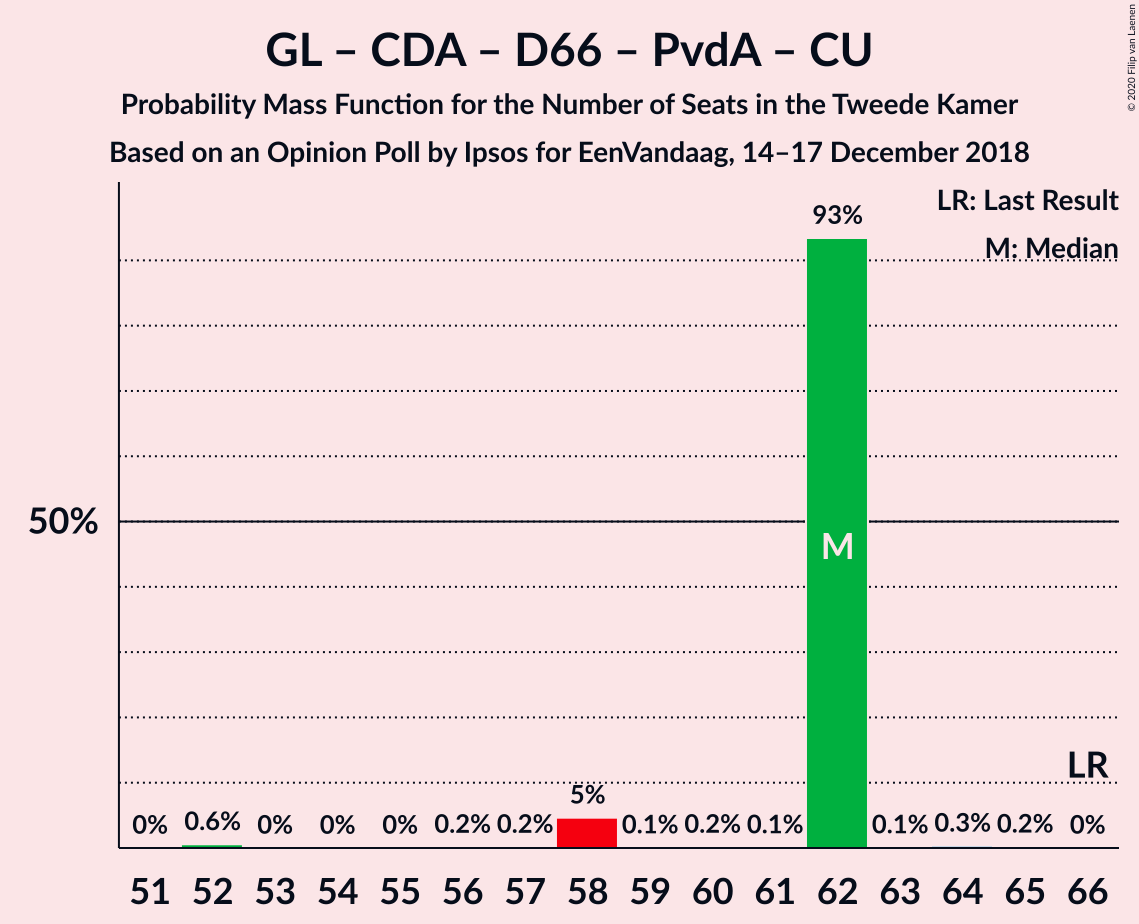 GL – CDA – D66 – PvdA – CU
Probability Mass Function for the Number of Seats in the Tweede Kamer
Based on an Opinion Poll by Ipsos for EenVandaag, 14–17 December 2018
© 2020 Filip van Laenen
LR: Last Result
M: Median
93%
50%
M
LR
0% 0.6% 0% 0% 0% 0.2% 0.2% 5% 0.1% 0.2% 0.1% 0.1% 0.3% 0.2% 0%
51 52 53 54 55 56 57 58 59 60 61 62 63 64 65 66